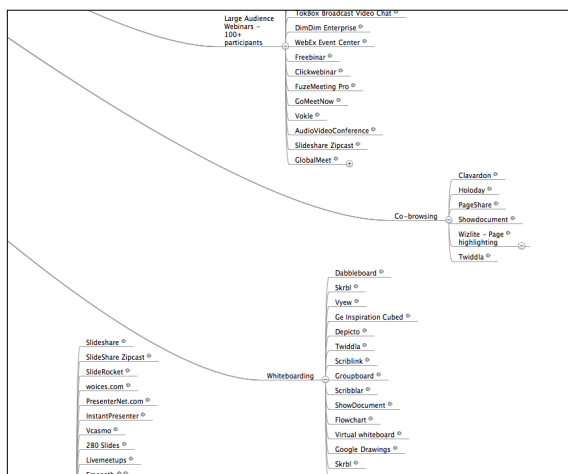 Large Audience
Webinars -
100+
participants
TokBox Broadcast Video Chat
DimDim Enterprise
WebEx Event Center
Freebinar
Clickwebinar
FuzeMeeting Pro
GoMeetNow
Vokle
AudioVideoConference
Slideshare Zipcast
GlobalMeet
Co-browsing
Clavardon
Holoday
PageShare
Showdocument
Wizlite - Page
highlighting
Twiddla
Whiteboarding
Dabbleboard
Skrbl
Vyew
Ge Inspiration Cubed
Depicto
Twiddla
Scriblink
Groupboard
Scribblar
ShowDocument
Flowchart
Virtual whiteboard
Google Drawings
Skrbl
Slideshare
SlideShare Zipcast
SlideRocket
woices.com
PresenterNet.com
InstantPresenter
Vcasmo
280 Slides
Livemeetups